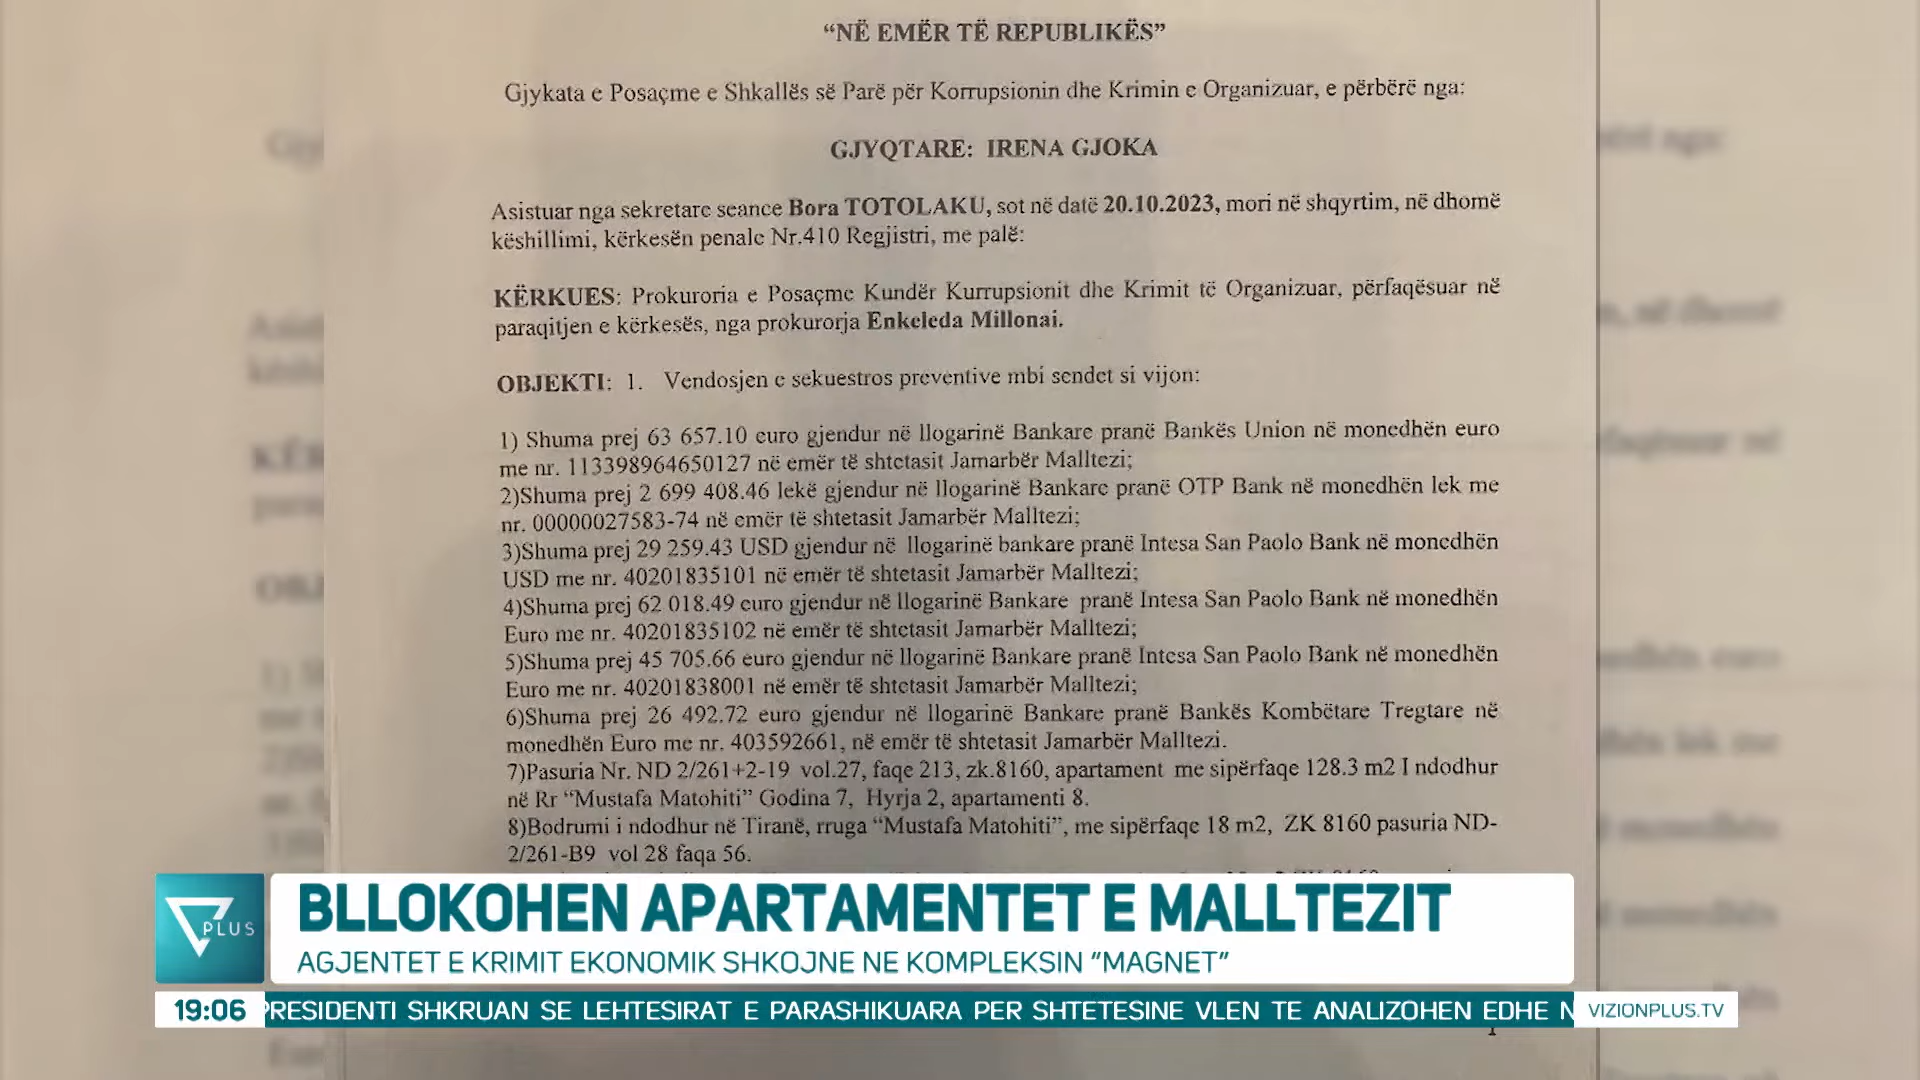 “NË EMËR TË REPUBLIKËS”
Gjykata e Posaçme e Shkallës së Parë për Korrupsionin dhe Krimin e Organizuar, e përbërë nga:
GJYQTARE: IRENA GJOKA
Asistuar nga sekretare seance Bora TOTOLAKU, sot në datë 20.10.2023, mori në shqyrtim, në dhomë
këshillimi, kërkesën penale Nr.410 Regjistri, me palë:
KËRKUES: Prokuroria e Posaçme Kundër Kurrupsionit dhe Krimit të Organizuar, përfaqësuar në
paraqitjen e kërkesës, nga prokurorja Enkeleda Millonai.
OBJEKTI: 1. Vendosjen e sekuestros preventive mbi sendet si vijon:
1) Shuma prej 63 657.10 euro gjendur në llogarinë Bankare pranë Bankës Union në monedhën euro
me nr. 113398964650127 në emër të shtetasit Jamarbër Malltezi;
2)Shuma prej 2 699 408.46 lekë gjendur në llogarinë Bankare pranë OTP Bank në monedhën lek me
nr. 00000027583-74 në emër të shtetasit Jamarbër Malltezi;
3)Shuma prej 29 259.43 USD gjendur në llogarinë bankare pranë Intesa San Paolo Bank në monedhën
USD me nr. 40201835101 në emër të shtetasit Jamarbër Malltezi;
4)Shuma prej 62 018.49 euro gjendur në llogarinë Bankare pranë Intesa San Paolo Bank në monedhën
Euro me nr. 40201835102 në emër të shtetasit Jamarbër Malltezi;
5)Shuma prej 45 705.66 euro gjendur në llogarinë Bankare pranë Intesa San Paolo Bank në monedhën
Euro me nr. 40201838001 në emër të shtetasit Jamarbër Malltezi;
6)Shuma prej 26 492.72 euro gjendur në llogarinë Bankare pranë Bankës Kombëtare Tregtare në
monedhën Euro me nr. 403592661, në emër të shtetasit Jamarbër Malltezi.
7)Pasuria Nr. ND 2/261+2-19 vol.27, faqe 213, zk.8160, apartament me sipërfaqe 128.3 m2 I ndodhur
në Rr “Mustafa Matohiti” Godina 7, Hyrja 2, apartamenti 8.
8)Bodrumi i ndodhur në Tiranë, rruga “Mustafa Matohiti”, me sipërfaqe 18 m2, ZK 8160 pasuria ND-
2/261-B9 vol 28 faqa 56.
PLUS
BLLOKOHEN APARTAMENTET E MALLTEZIT
AGJENTET E KRIMIT EKONOMIK SHKOJNE NE KOMPLEKSIN “MAGNET”
19:06 PRESIDENTI SHKRUAN SE LEHTESIRAT E PARASHIKUARA PER SHTETESINE VLEN TE ANALIZOHEN EDHE N VIZIONPLUS.TV
1